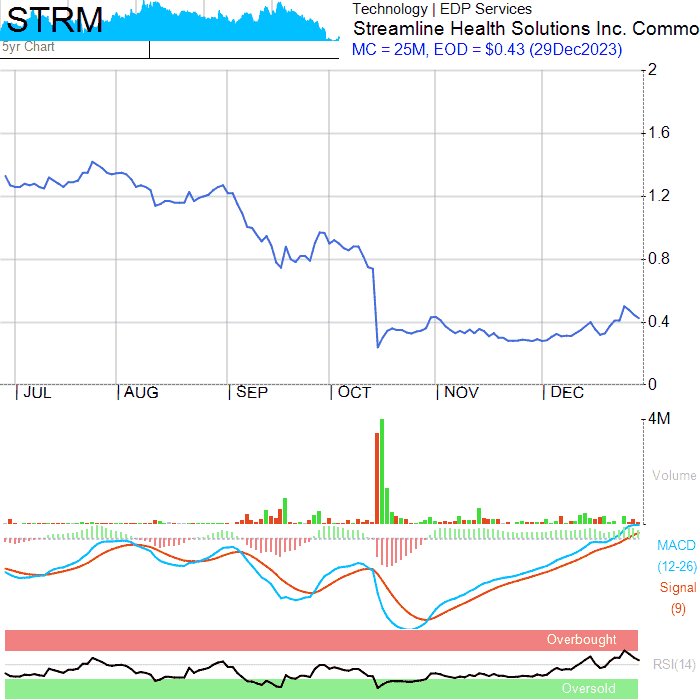 STRM
5yr Chart
Technology | EDP Services
Streamline Health Solutions Inc. Commo
MC = 25M, EOD = $0.43 (29Dec2023)
2
1.6
1.2
0.8
0.4
0
JUL AUG SEP OCT NOV DEC
4M
Volume
MACD
(12-26)
Signal
(9)
Overbought
RSI(14)
Oversold